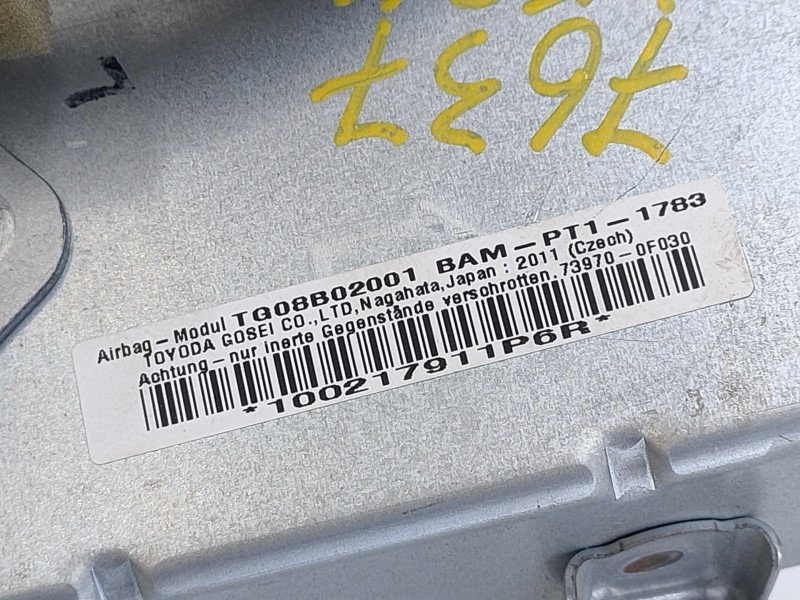 7637
Airbag-Modul TG08B02001 BAM-PT1-1783
TOYODA GOSEI CO.,LTD,Nagahata,Japan : 2011 (Czech)
Achtung-nur inerte Gegenstände verschrotten. 73970-0F030
*100217911P6R*